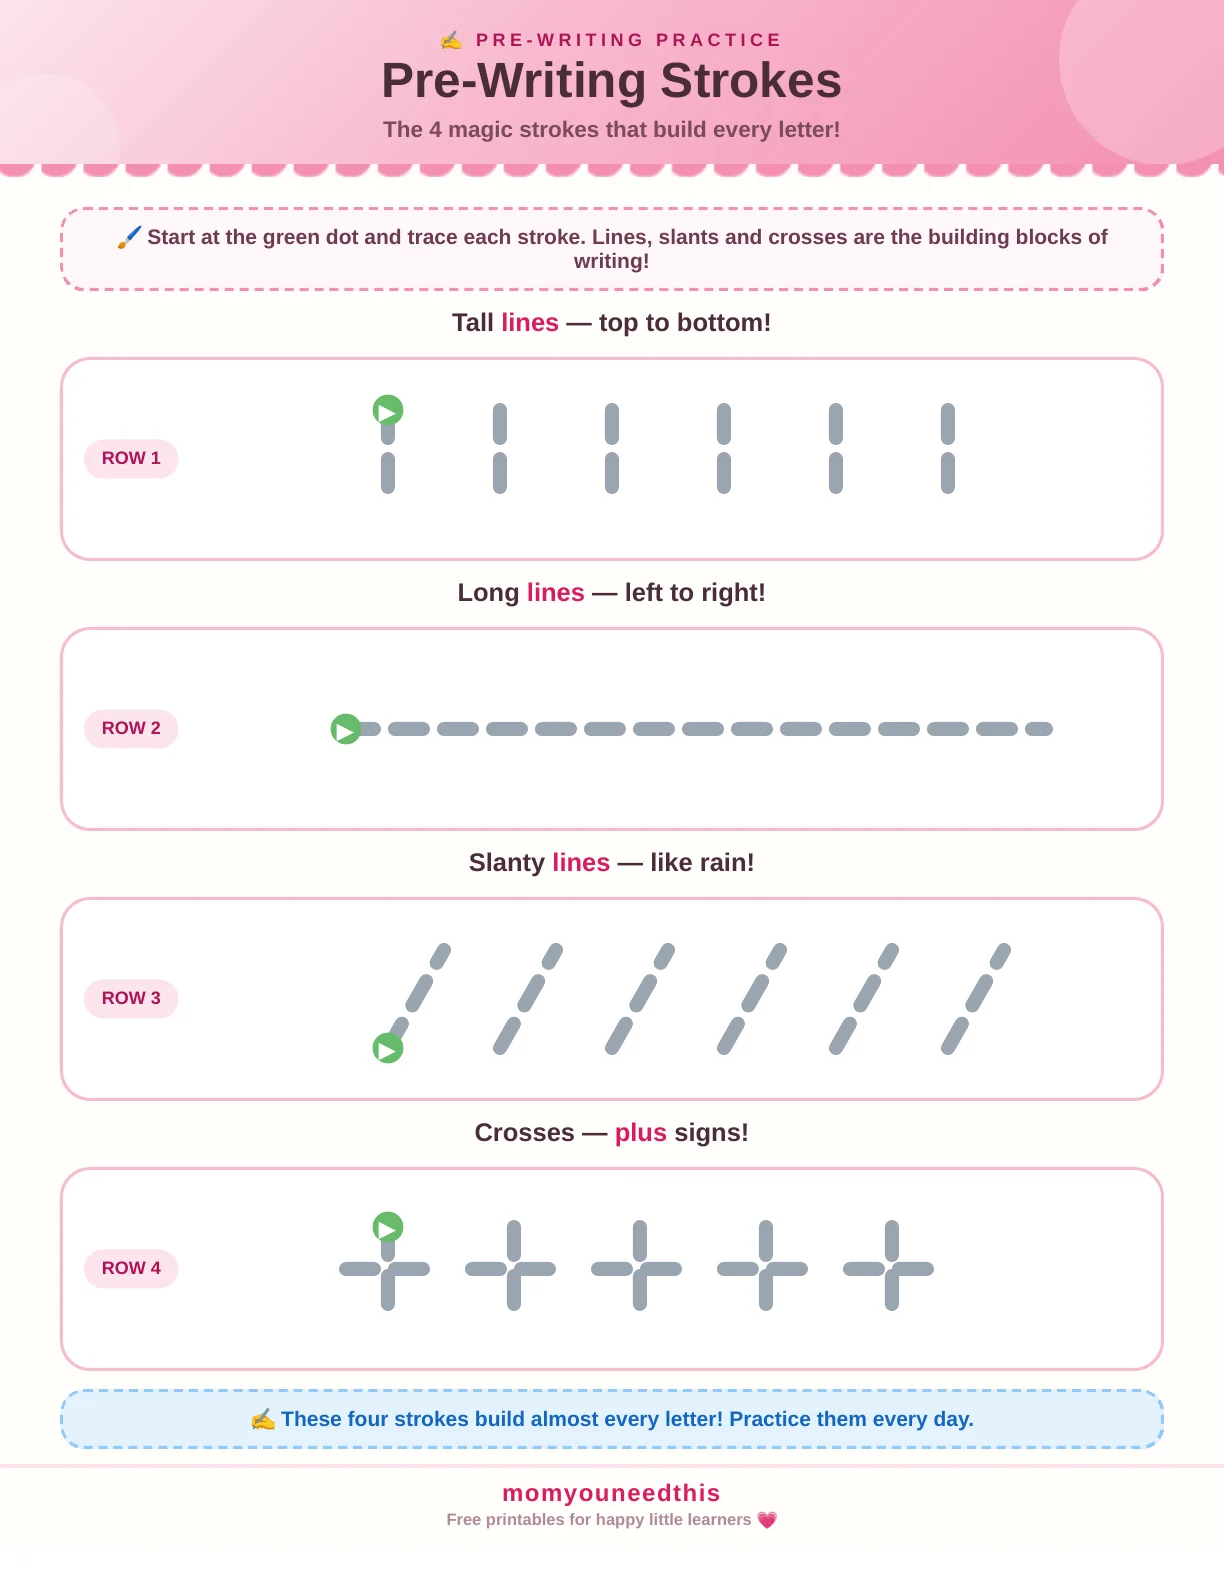 ✍️ PRE-WRITING PRACTICE
Pre-Writing Strokes
The 4 magic strokes that build every letter!
🖌️ Start at the green dot and trace each stroke. Lines, slants and crosses are the building blocks of
writing!
Tall lines — top to bottom!
ROW 1
Long lines — left to right!
ROW 2
Slanty lines — like rain!
ROW 3
Crosses — plus signs!
ROW 4
✍️ These four strokes build almost every letter! Practice them every day.
momyouneedthis
Free printables for happy little learners 💗